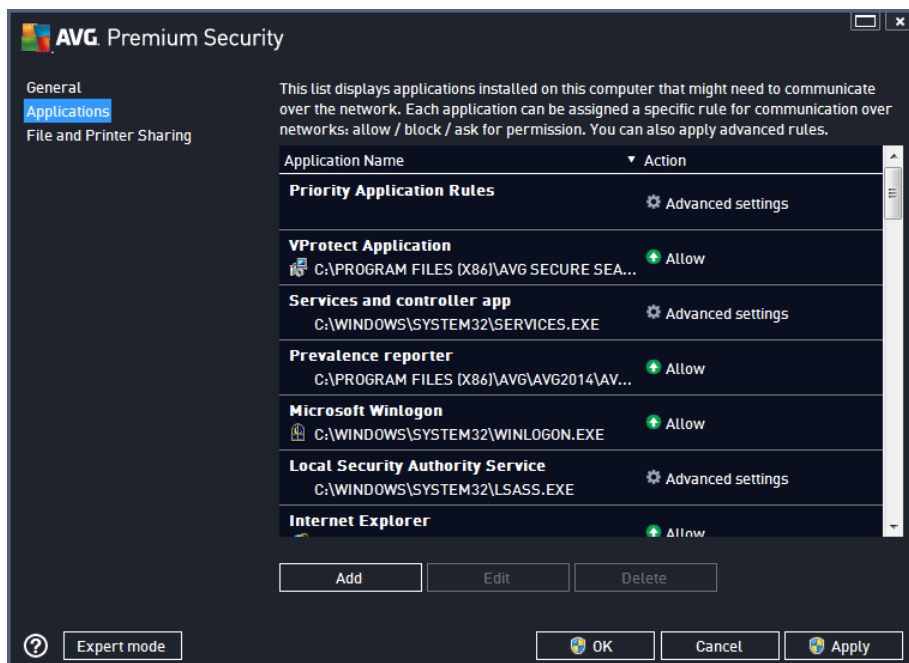 AVG. Premium Security
General
Applications
File and Printer Sharing
This list displays applications installed on this computer that might need to communicate
over the network. Each application can be assigned a specific rule for communication over
networks: allow / block / ask for permission. You can also apply advanced rules.
Application Name Action
Priority Application Rules
Advanced settings
VProtect Application
C:\PROGRAM FILES (X86)\AVG SECURE SEA...
Allow
Services and controller app
C:\WINDOWS\SYSTEM32\SERVICES.EXE
Advanced settings
Prevalence reporter
C:\PROGRAM FILES (X86)\AVG\AVG2014\AV...
Allow
Microsoft Winlogon
C:\WINDOWS\SYSTEM32\WINLOGON.EXE
Allow
Local Security Authority Service
C:\WINDOWS\SYSTEM32\LSASS.EXE
Advanced settings
Internet Explorer
Allow
Add Edit Delete
? Expert mode OK Cancel Apply